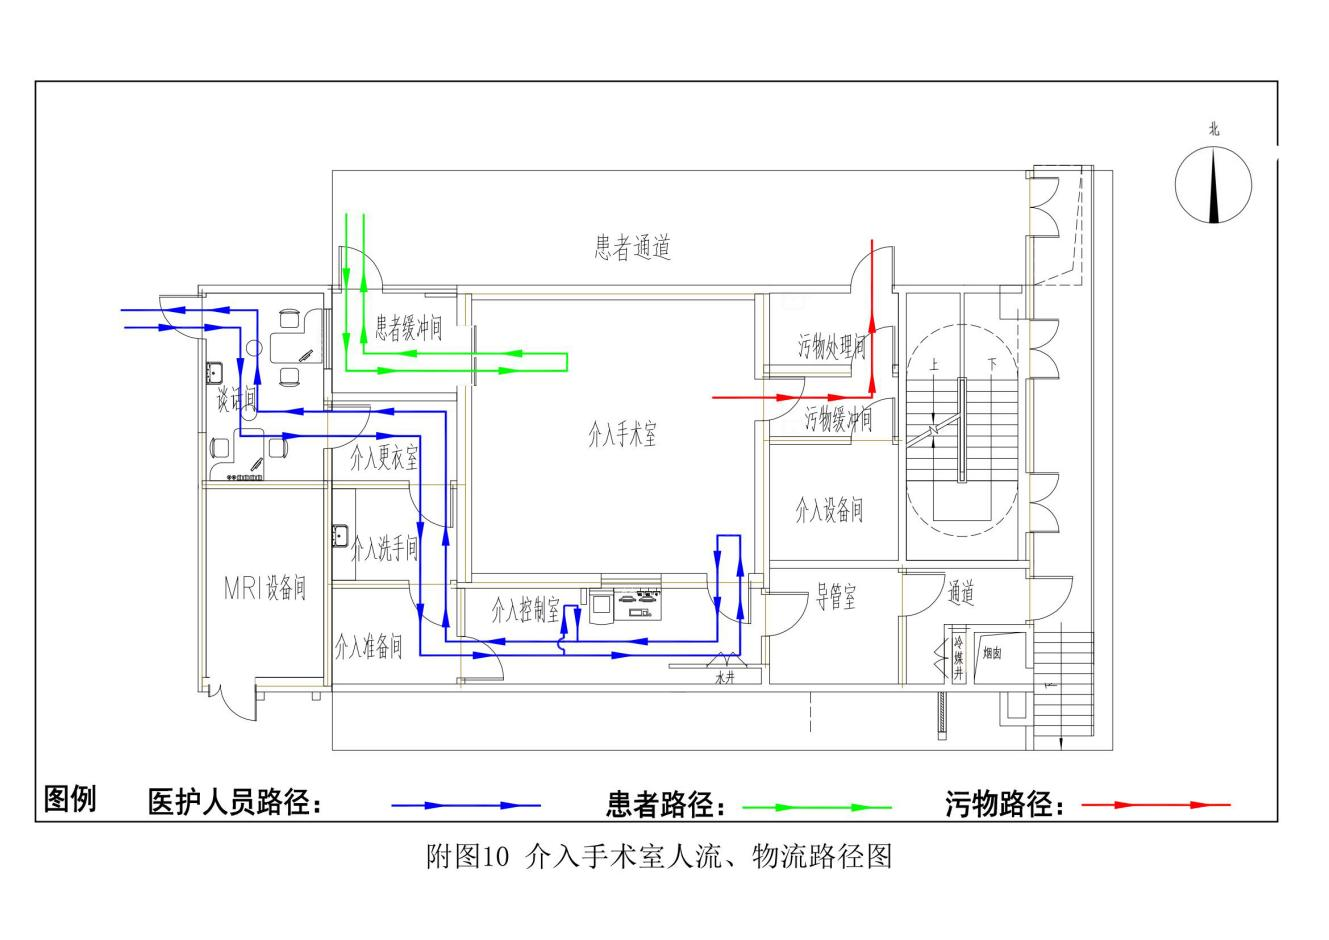 北
患者通道
患者缓冲间
污物处理间
上
下
谈话间
污物缓冲间
介入手术室
介入更衣室
介入设备间
介入洗手间
MRI设备间
导管室
通道
介入控制室
介入准备间
冷媒井
烟囱
水井
图例
医护人员路径：
患者路径：
污物路径：
附图10 介入手术室人流、物流路径图